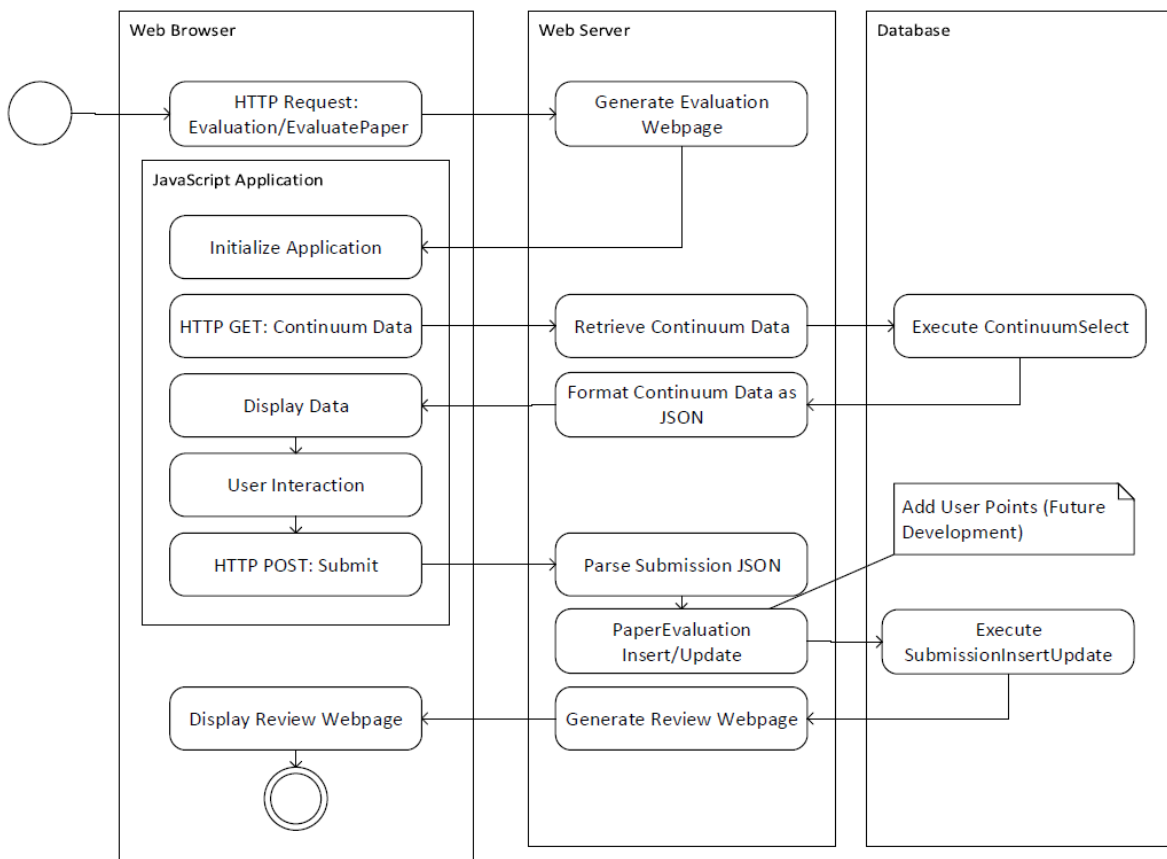 Web Browser
Web Server
Database
HTTP Request:
Evaluation/EvaluatePaper
Generate Evaluation
Webpage
JavaScript Application
Initialize Application
HTTP GET: Continuum Data
Retrieve Continuum Data
Execute ContinuumSelect
Display Data
Format Continuum Data as
JSON
User Interaction
Add User Points (Future
Development)
HTTP POST: Submit
Parse Submission JSON
PaperEvaluation
Insert/Update
Execute
SubmissionInsertUpdate
Display Review Webpage
Generate Review Webpage